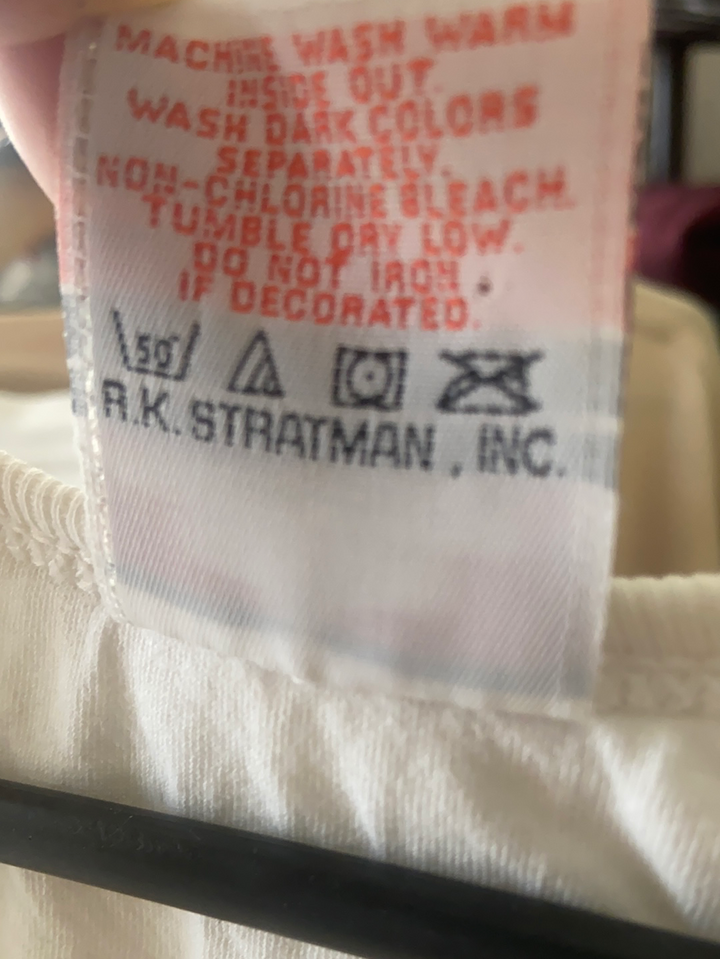 MACHINE WASH WARM
INSIDE OUT.
WASH DARK COLORS
SEPARATELY.
NON-CHLORINE BLEACH.
TUMBLE DRY LOW.
DO NOT IRON
IF DECORATED.
50°
R.K. STRATMAN, INC.